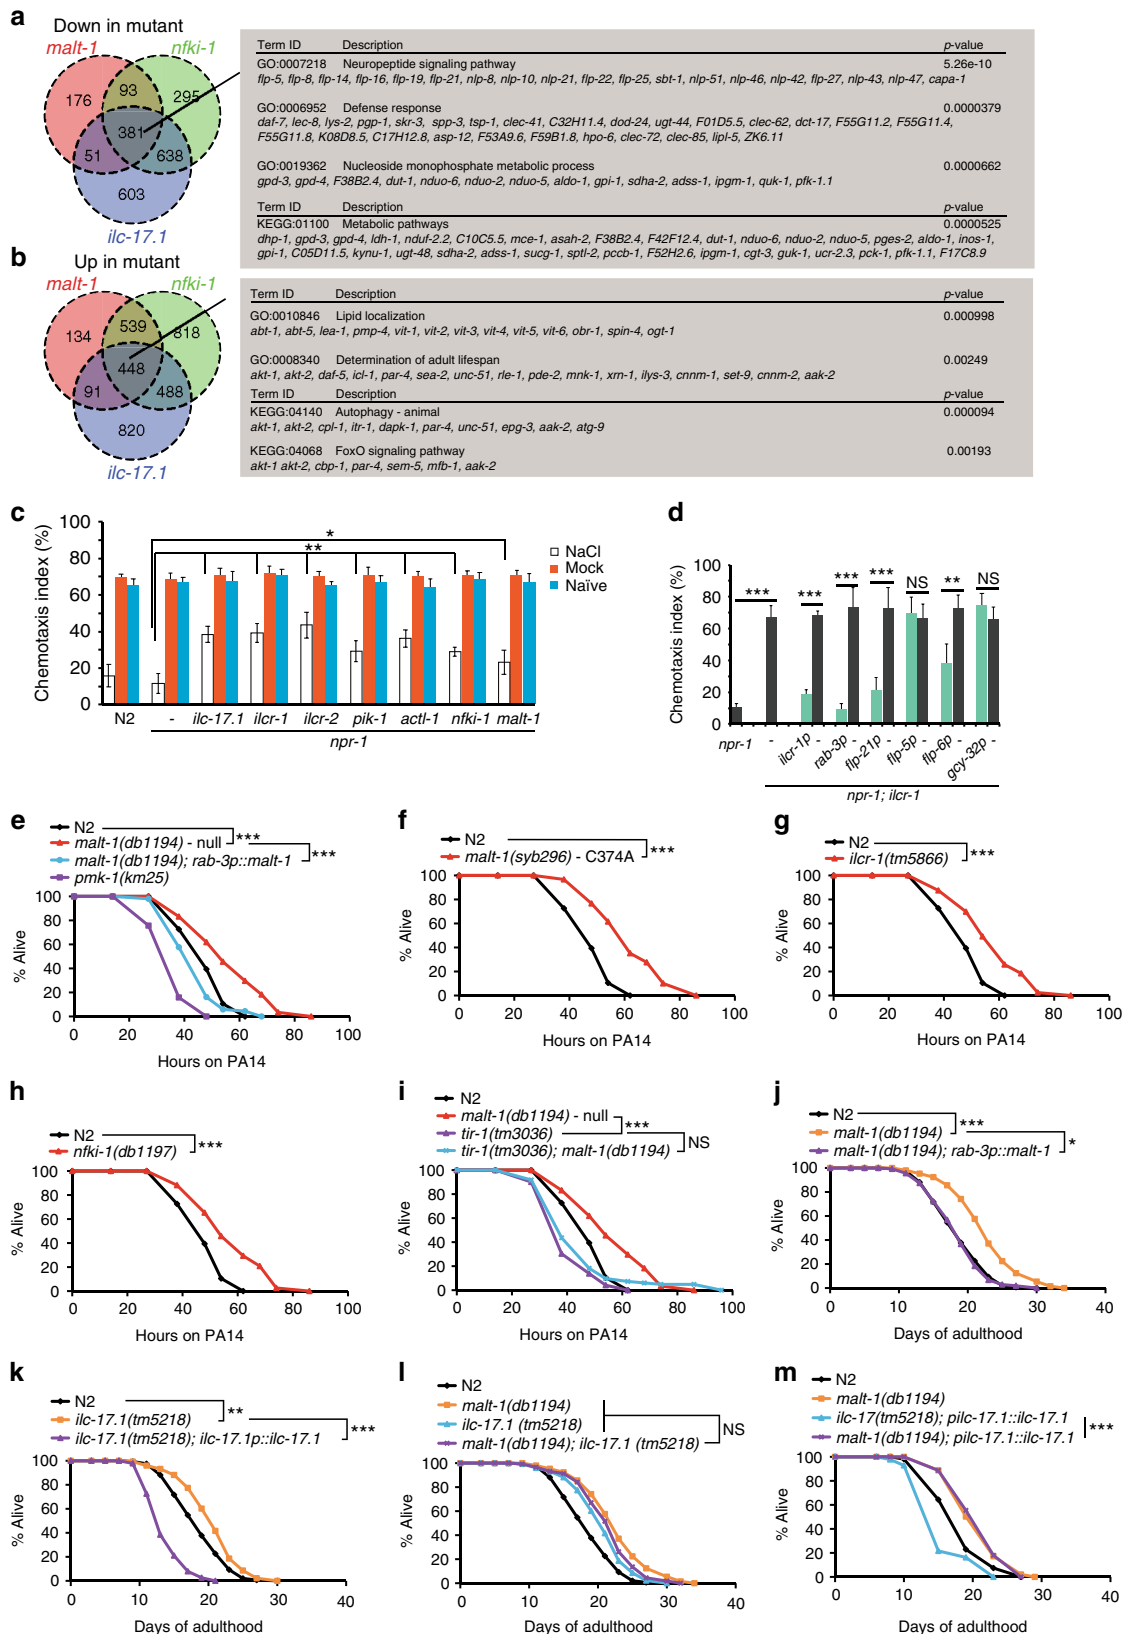 a
Down in mutant
malt-1
nfki-1
176
93
295
381
51
638
603
ilc-17.1
Term ID Description p-value
GO:0007218 Neuropeptide signaling pathway 5.26e-10
flp-5, flp-8, flp-14, flp-16, flp-19, flp-21, nlp-8, nlp-10, nlp-21, flp-22, flp-25, sbt-1, nlp-51, nlp-46, nlp-42, flp-27, nlp-43, nlp-47, capa-1
GO:0006952 Defense response 0.0000379
daf-7, lec-8, lys-2, pgp-1, skr-3, spp-3, tsp-1, clec-41, C32H11.4, dod-24, ugt-44, F01D5.5, clec-62, dct-17, F55G11.2, F55G11.4,
F55G11.8, K08D8.5, C17H12.8, asp-12, F53A9.6, F59B1.8, hpo-6, clec-72, clec-85, lipl-5, ZK6.11
GO:0019362 Nucleoside monophosphate metabolic process 0.0000662
gpd-3, gpd-4, F38B2.4, dut-1, nduo-6, nduo-2, nduo-5, aldo-1, gpi-1, sdha-2, adss-1, ipgm-1, quk-1, pfk-1.1
Term ID Description p-value
KEGG:01100 Metabolic pathways 0.0000525
dhp-1, gpd-3, gpd-4, ldh-1, nduf-2.2, C10C5.5, mce-1, asah-2, F38B2.4, F42F12.4, dut-1, nduo-6, nduo-2, nduo-5, pges-2, aldo-1, inos-1,
gpi-1, C05D11.5, kynu-1, ugt-48, sdha-2, adss-1, sucg-1, sptl-2, pccb-1, F52H2.6, ipgm-1, cgt-3, guk-1, ucr-2.3, pck-1, pfk-1.1, F17C8.9
b
Up in mutant
malt-1
nfki-1
134
539
818
448
91
488
820
ilc-17.1
Term ID Description p-value
GO:0010846 Lipid localization 0.000998
abt-1, abt-5, lea-1, pmp-4, vit-1, vit-2, vit-3, vit-4, vit-5, vit-6, obr-1, spin-4, ogt-1
GO:0008340 Determination of adult lifespan 0.00249
akt-1, akt-2, daf-5, icl-1, par-4, sea-2, unc-51, rle-1, pde-2, mnk-1, xrn-1, ilys-3, cnnm-1, set-9, cnnm-2, aak-2
Term ID Description p-value
KEGG:04140 Autophagy - animal 0.000094
akt-1, akt-2, cpl-1, itr-1, dapk-1, par-4, unc-51, epg-3, aak-2, atg-9
KEGG:04068 FoxO signaling pathway 0.00193
akt-1 akt-2, cbp-1, par-4, sem-5, mfb-1, aak-2
c
Chemotaxis index (%)
100
80
60
40
20
0
*
**
NaCl
Mock
Naïve
N2 - ilc-17.1 ilcr-1 ilcr-2 pik-1 actl-1 nfki-1 malt-1
npr-1
d
Chemotaxis index (%)
100
80
60
40
20
0
*** *** *** *** NS ** NS
npr-1 - ilcr-1p - rab-3p - flp-21p - flp-5p - flp-6p - gcy-32p -
npr-1; ilcr-1
e
N2
malt-1(db1194) - null
malt-1(db1194); rab-3p::malt-1
pmk-1(km25)
***
***
% Alive
100
80
60
40
20
0
0 20 40 60 80 100
Hours on PA14
f
N2
malt-1(syb296) - C374A
***
% Alive
100
80
60
40
20
0
0 20 40 60 80 100
Hours on PA14
g
N2
ilcr-1(tm5866)
***
% Alive
100
80
60
40
20
0
0 20 40 60 80 100
Hours on PA14
h
N2
nfki-1(db1197)
***
% Alive
100
80
60
40
20
0
0 20 40 60 80 100
Hours on PA14
i
N2
malt-1(db1194) - null
tir-1(tm3036)
tir-1(tm3036); malt-1(db1194)
***
NS
% Alive
100
80
60
40
20
0
0 20 40 60 80 100
Hours on PA14
j
N2
malt-1(db1194)
malt-1(db1194); rab-3p::malt-1
***
*
% Alive
100
80
60
40
20
0
0 10 20 30 40
Days of adulthood
k
N2
ilc-17.1(tm5218)
ilc-17.1(tm5218); ilc-17.1p::ilc-17.1
**
***
% Alive
100
80
60
40
20
0
0 10 20 30 40
Days of adulthood
l
N2
malt-1(db1194)
ilc-17.1 (tm5218)
malt-1(db1194); ilc-17.1 (tm5218)
NS
% Alive
100
80
60
40
20
0
0 10 20 30 40
Days of adulthood
m
N2
malt-1(db1194)
ilc-17(tm5218); pilc-17.1::ilc-17.1
malt-1(db1194); pilc-17.1::ilc-17.1
***
% Alive
100
80
60
40
20
0
0 10 20 30 40
Days of adulthood